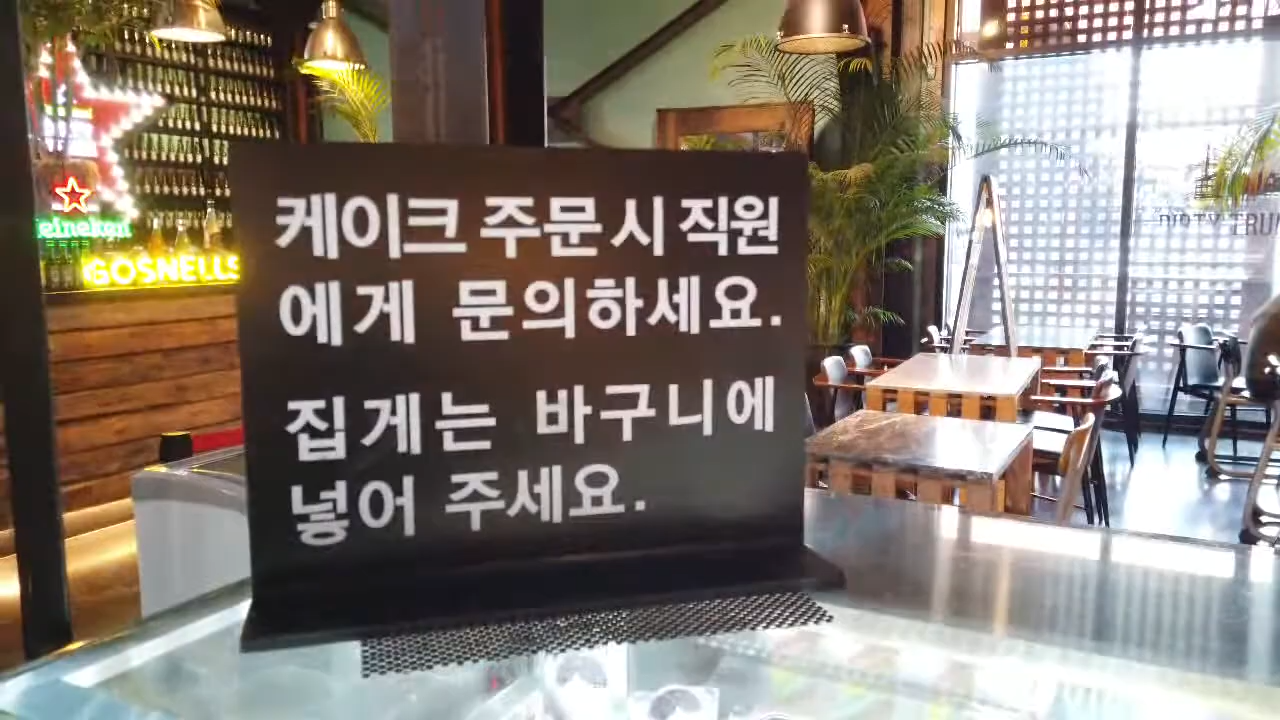 케이크 주문 시 직원
에게 문의하세요.
집게는 바구니에
넣어 주세요.
eineken
GOSNELLS